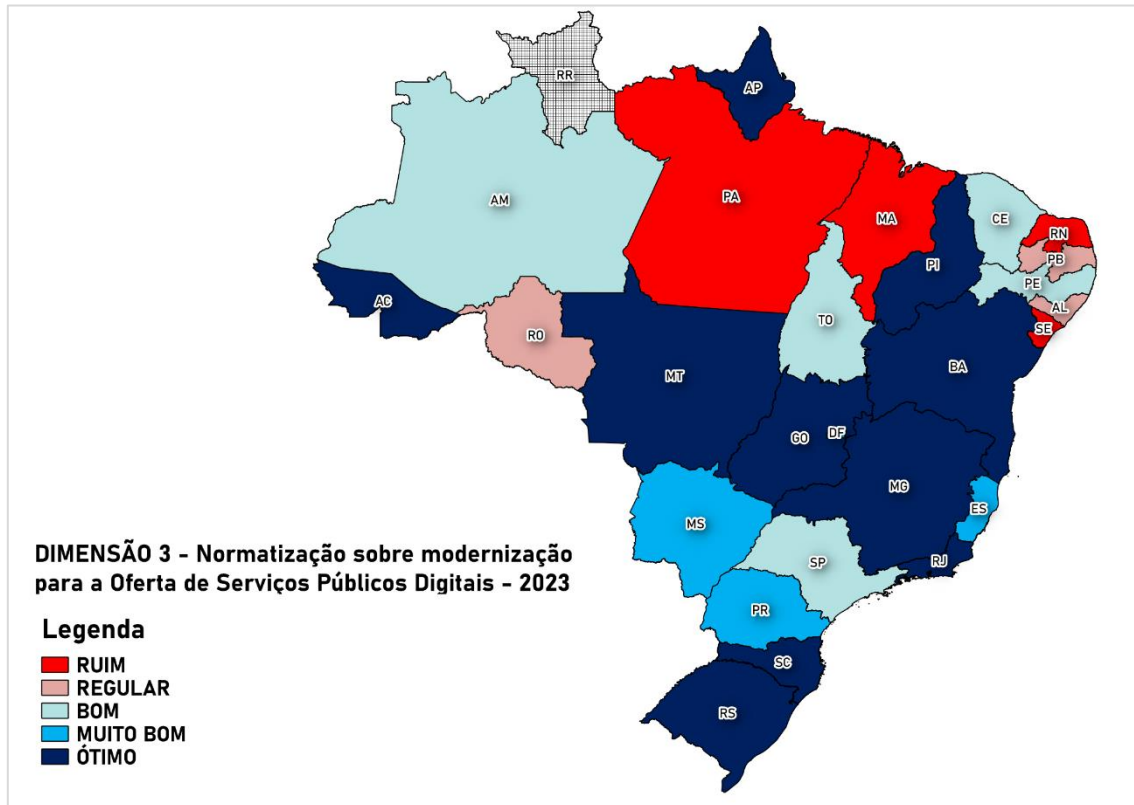 RR
AP
AM
PA
MA
CE
RN
PB
PI
PE
AL
SE
AC
TO
RO
BA
MT
GO
DF
MG
ES
MS
RJ
SP
PR
SC
RS
DIMENSÃO 3 - Normatização sobre modernização
para a Oferta de Serviços Públicos Digitais - 2023
Legenda
RUIM
REGULAR
BOM
MUITO BOM
ÓTIMO